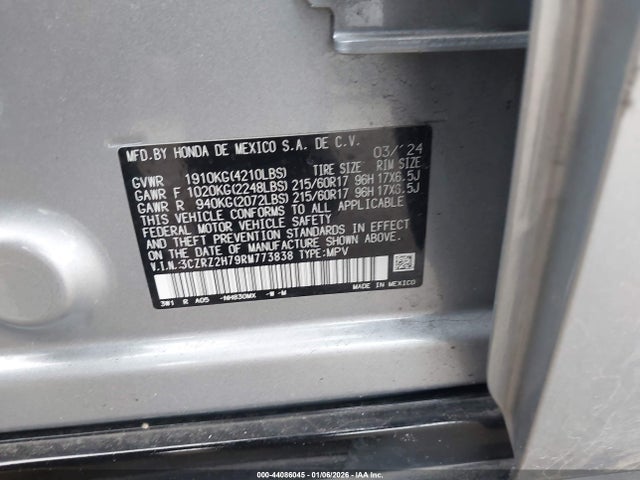 MFD.BY HONDA DE MEXICO S.A. DE C.V. 03/'24
TIRE SIZE RIM SIZE
GVWR 1910KG(4210LBS)
GAWR F 1020KG(2248LBS) 215/60R17 96H 17X6.5J
GAWR R 940KG(2072LBS) 215/60R17 96H 17X6.5J
THIS VEHICLE CONFORMS TO ALL APPLICABLE
FEDERAL MOTOR VEHICLE SAFETY
AND THEFT PREVENTION STANDARDS IN EFFECT
ON THE DATE OF MANUFACTURE SHOWN ABOVE.
V.I.N.:3CZRZ2H79RM773838 TYPE:MPV
3W1 R A05 -NH830MX -W -M MADE IN MEXICO
000-44086045 - 01/06/2026 - IAA Inc.